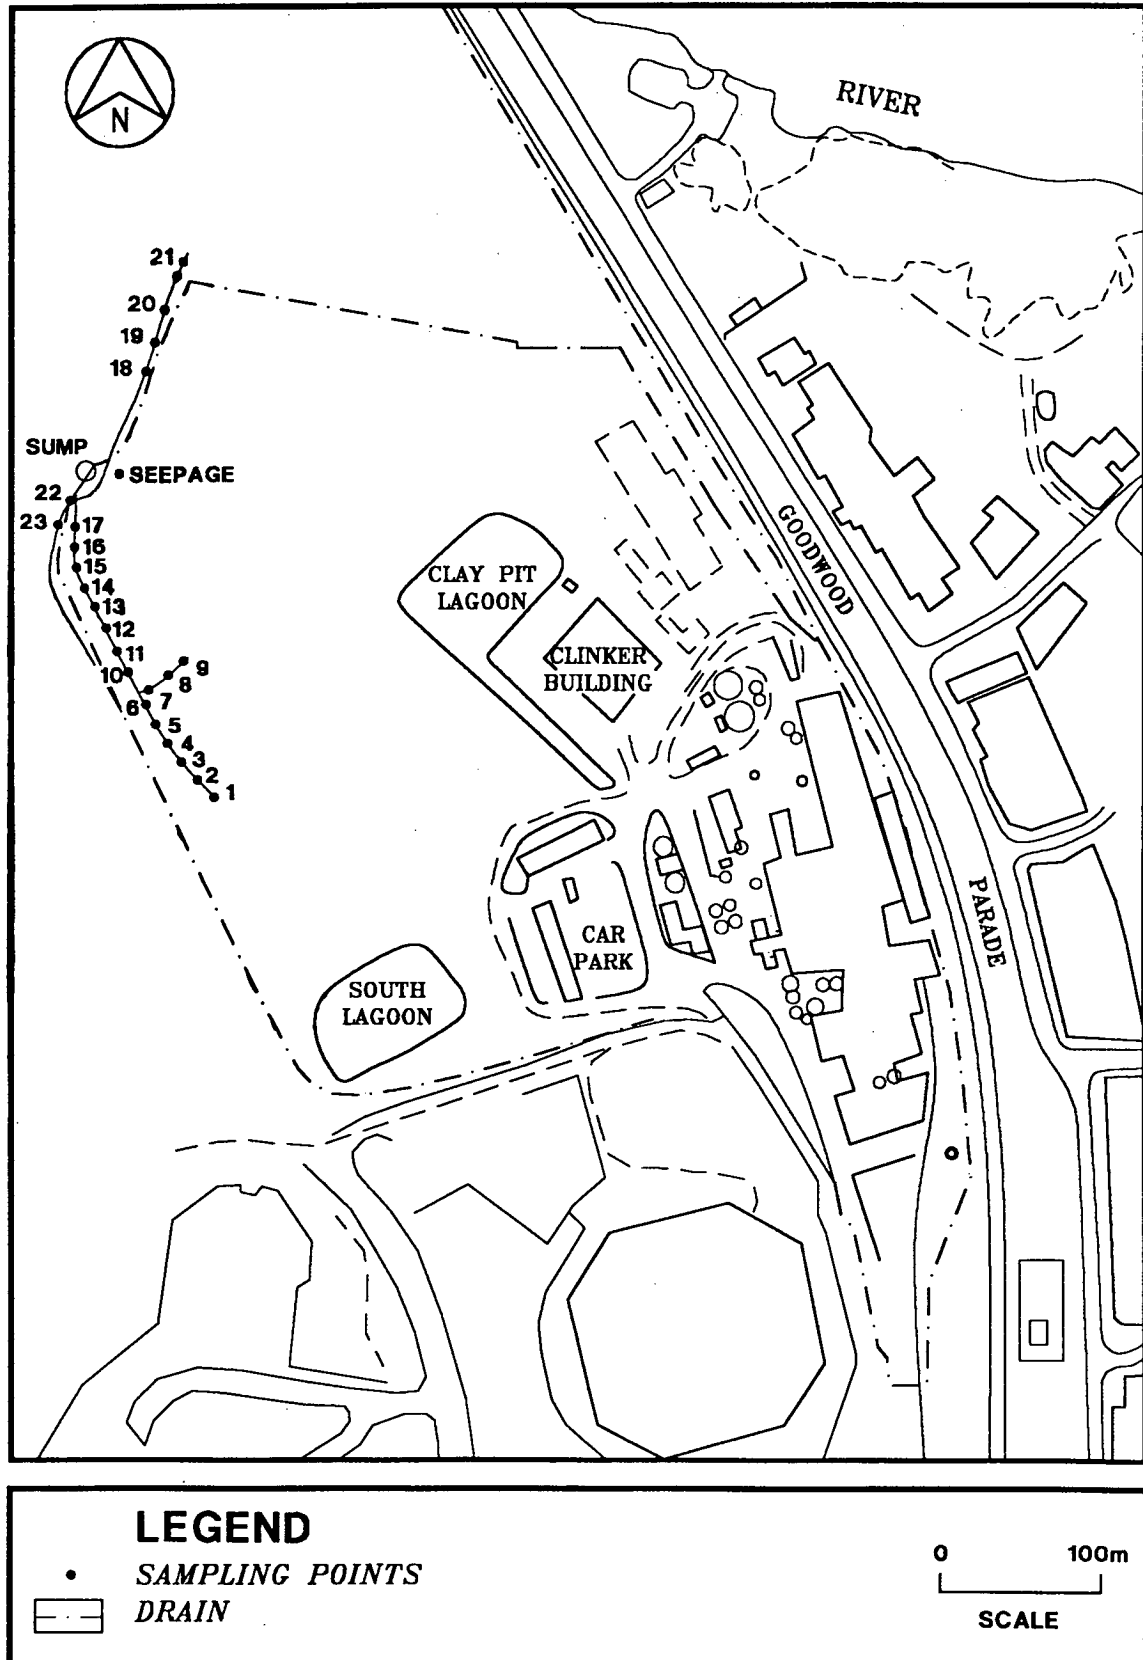 N
RIVER
21
20
19
18
SUMP
SEEPAGE
22
23
17
16
15
14
13
12
11
10
9
8
7
6
5
4
3
2
1
CLAY PIT
LAGOON
CLINKER
BUILDING
GOODWOOD
PARADE
CAR
PARK
SOUTH
LAGOON
LEGEND
SAMPLING POINTS
DRAIN
0 100m
SCALE